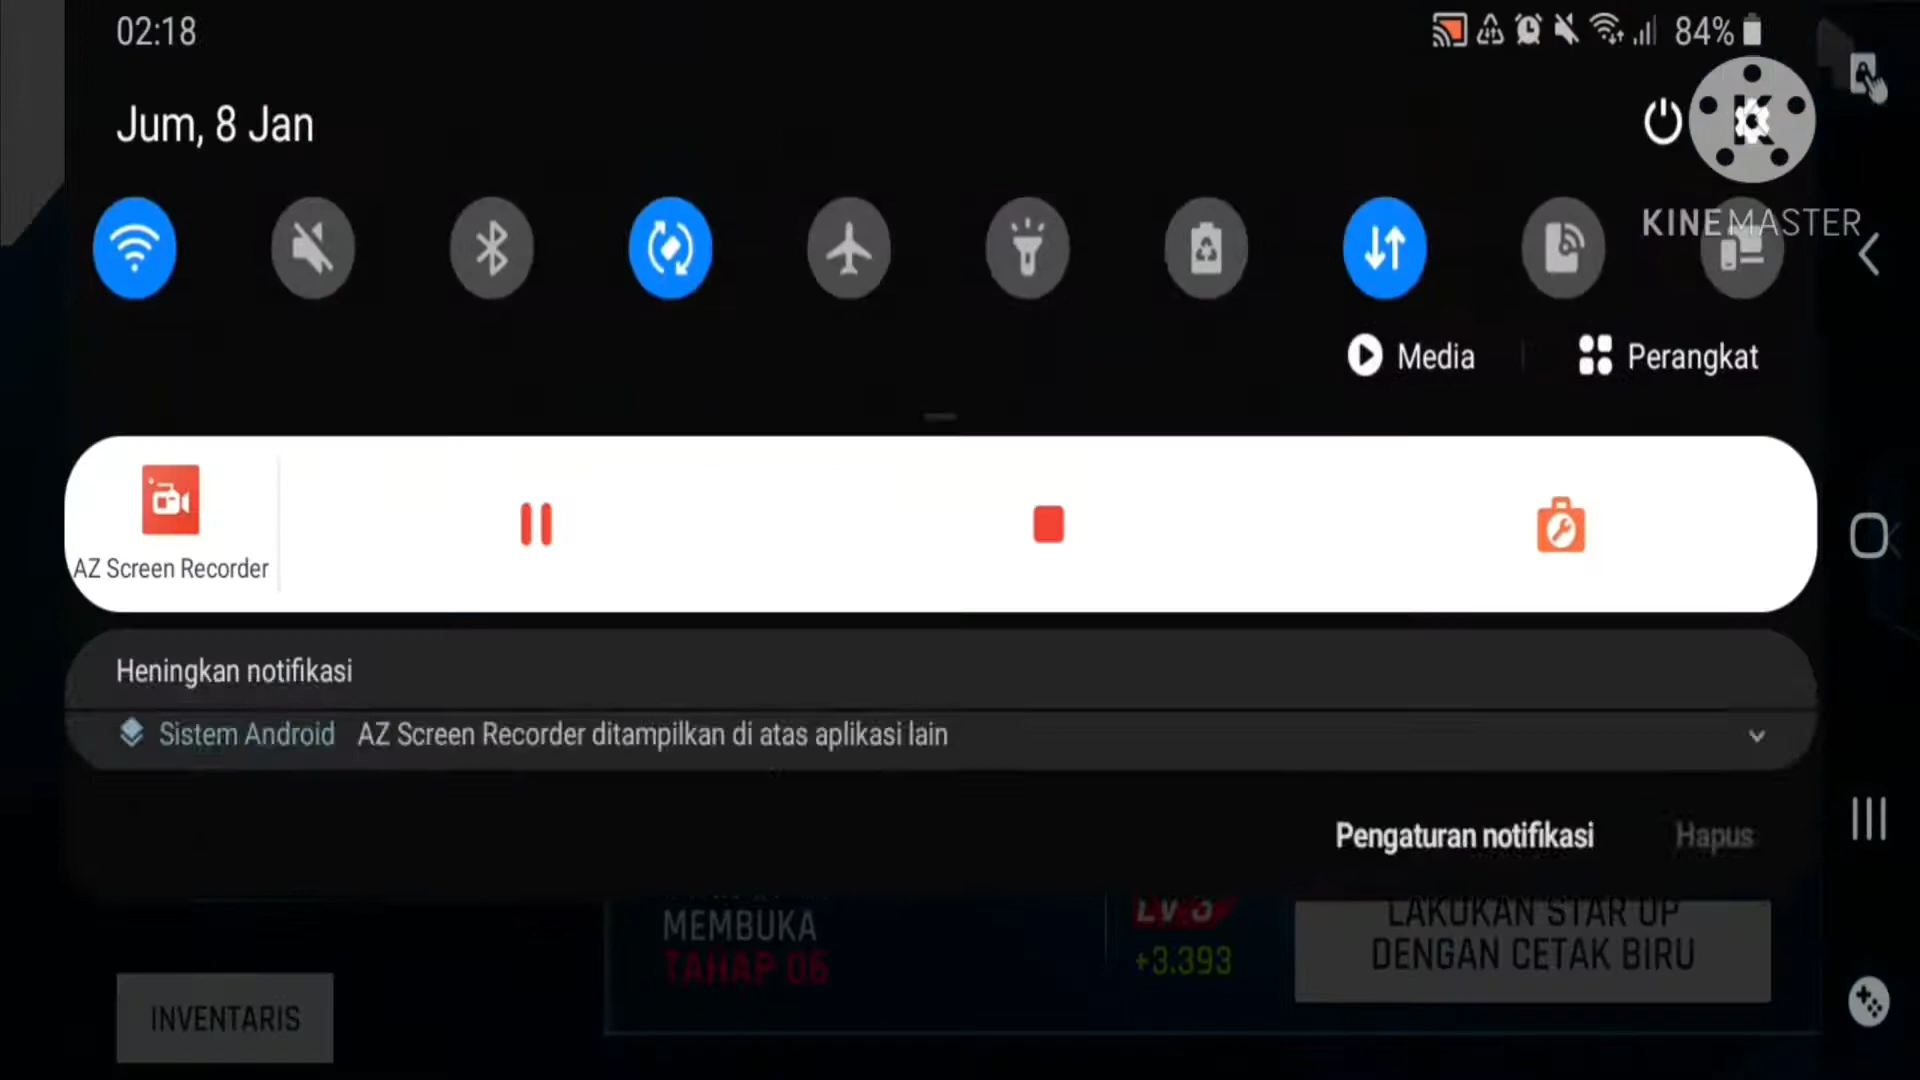 02:18
84%
Jum, 8 Jan
K
KINEMASTER
Media
Perangkat
AZ Screen Recorder
Heningkan notifikasi
Sistem Android AZ Screen Recorder ditampilkan di atas aplikasi lain
Pengaturan notifikasi
Hapus
MEMBUKA
TAHAP 06
LV 3
+3.393
LAKUKAN STAR UP
DENGAN CETAK BIRU
INVENTARIS